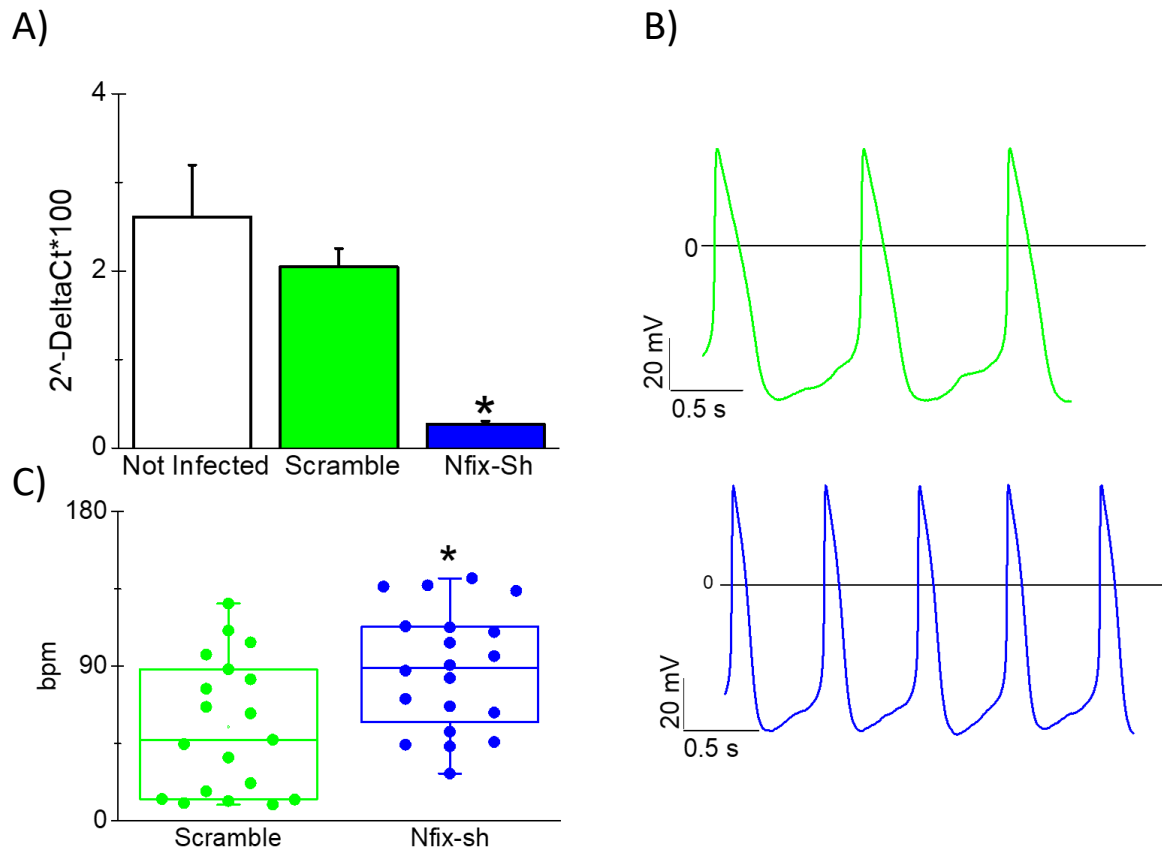 A)
4
2
0
2^-DeltaCt*100
*
Not Infected
Scramble
Nfix-Sh
B)
0
20 mV
0.5 s
0
20 mV
0.5 s
C)
180
90
0
bpm
*
Scramble
Nfix-sh